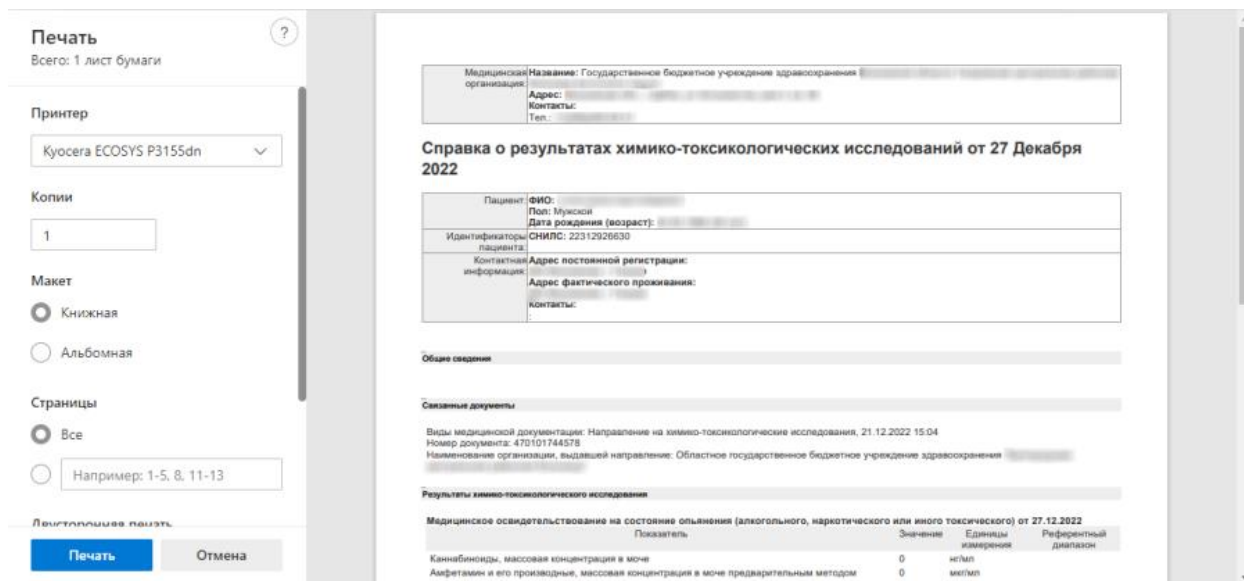 Печать
?
Всего: 1 лист бумаги
Принтер
Kyocera ECOSYS P3155dn
Копии
1
Макет
Книжная
Альбомная
Страницы
Все
Например: 1-5, 8, 11-13
Двусторонняя печать
Печать
Отмена
Медицинская организация:
Название: Государственное бюджетное учреждение здравоохранения
Адрес:
Контакты:
Тел.:
Справка о результатах химико-токсикологических исследований от 27 Декабря
2022
Пациент:
ФИО:
Пол: Мужской
Дата рождения (возраст):
Идентификаторы пациента:
СНИЛС: 22312926630
Контактная информация:
Адрес постоянной регистрации:
Адрес фактического проживания:
Контакты:
:
Общие сведения
Связанные документы
Виды медицинской документации: Направление на химико-токсикологические исследования, 21.12.2022 15:04
Номер документа: 470101744578
Наименование организации, выдавшей направление: Областное государственное бюджетное учреждение здравоохранения
Результаты химико-токсикологического исследования
Медицинское освидетельствование на состояние опьянения (алкогольного, наркотического или иного токсического) от 27.12.2022
Показатель Значение Единицы измерения Референтный диапазон
Каннабиноиды, массовая концентрация в моче 0 нг/мл
Амфетамин и его производные, массовая концентрация в моче предварительным методом 0 мкг/мл